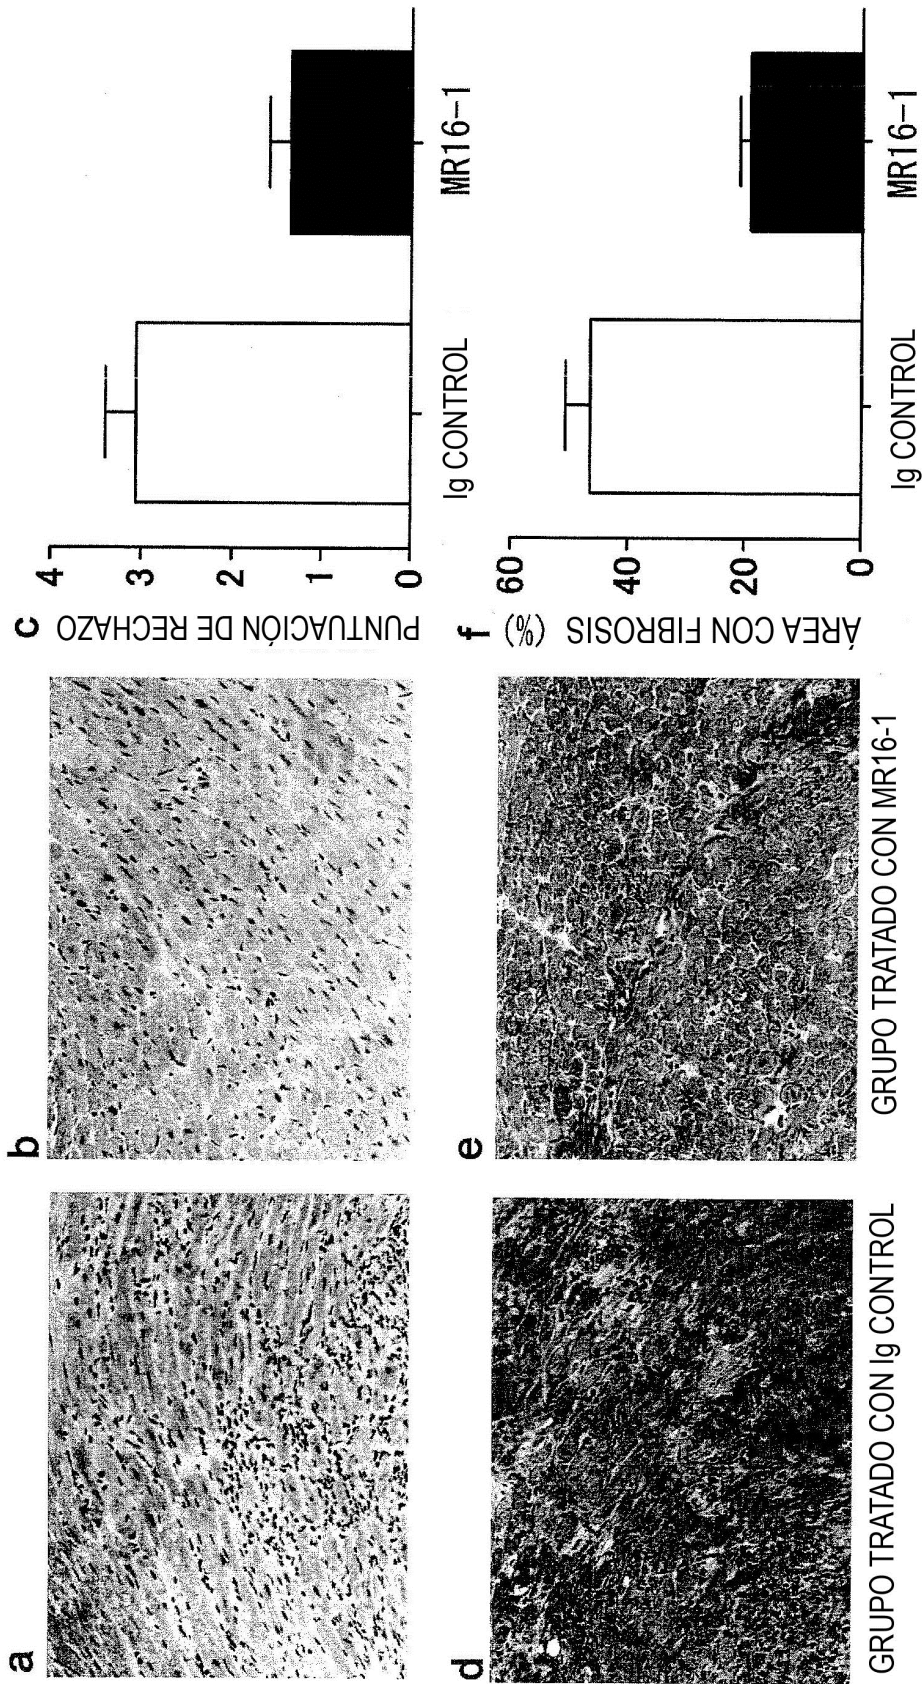 a
b
c
PUNTUACIÓN DE RECHAZO
4
3
2
1
0
Ig CONTROL
MR16-1
d
e
f
ÁREA CON FIBROSIS (%)
60
40
20
0
Ig CONTROL
MR16-1
GRUPO TRATADO CON Ig CONTROL
GRUPO TRATADO CON MR16-1